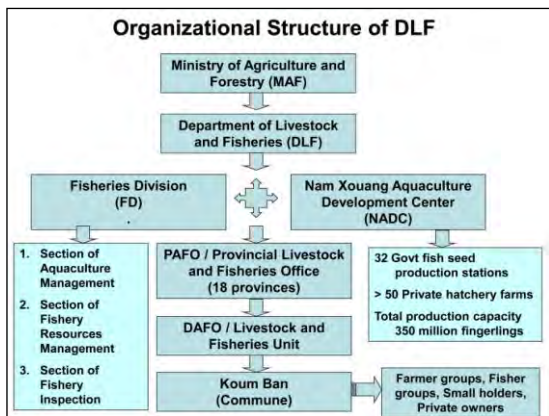 Organizational Structure of DLF
Ministry of Agriculture and
Forestry (MAF)
Department of Livestock
and Fisheries (DLF)
Fisheries Division
(FD)
.
Nam Xouang Aquaculture
Development Center
(NADC)
1. Section of
Aquaculture
Management
2. Section of
Fishery
Resources
Management
3. Section of
Fishery
Inspection
PAFO / Provincial Livestock
and Fisheries Office
(18 provinces)
DAFO / Livestock and
Fisheries Unit
Koum Ban
(Commune)
32 Govt fish seed
production stations
> 50 Private hatchery farms
Total production capacity
350 million fingerlings
Farmer groups, Fisher
groups, Small holders,
Private owners